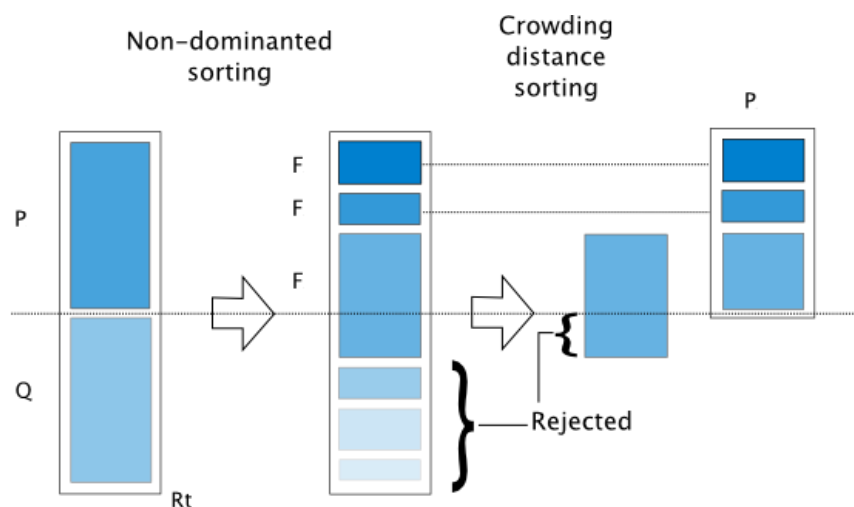 Non-dominanted
sorting
Crowding
distance
sorting
P
P
F
F
F
Q
Rejected
Rt